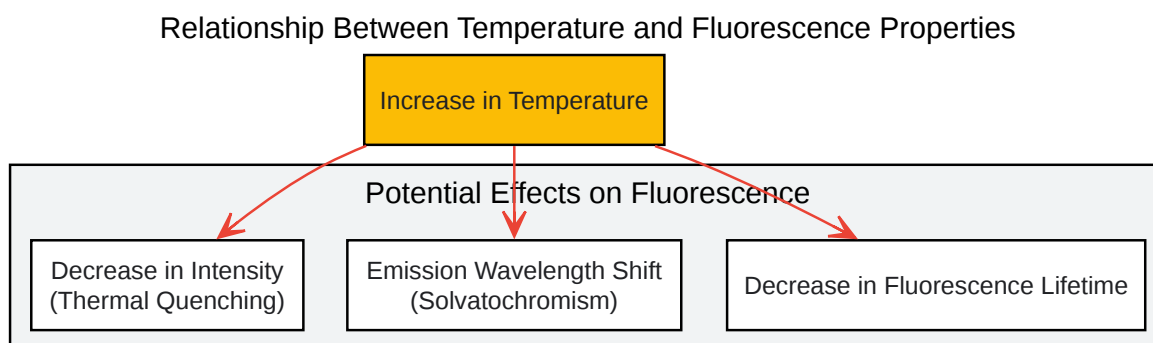 Relationship Between Temperature and Fluorescence Properties
Increase in Temperature
Potential Effects on Fluorescence
Decrease in Intensity
(Thermal Quenching)
Emission Wavelength Shift
(Solvatochromism)
Decrease in Fluorescence Lifetime